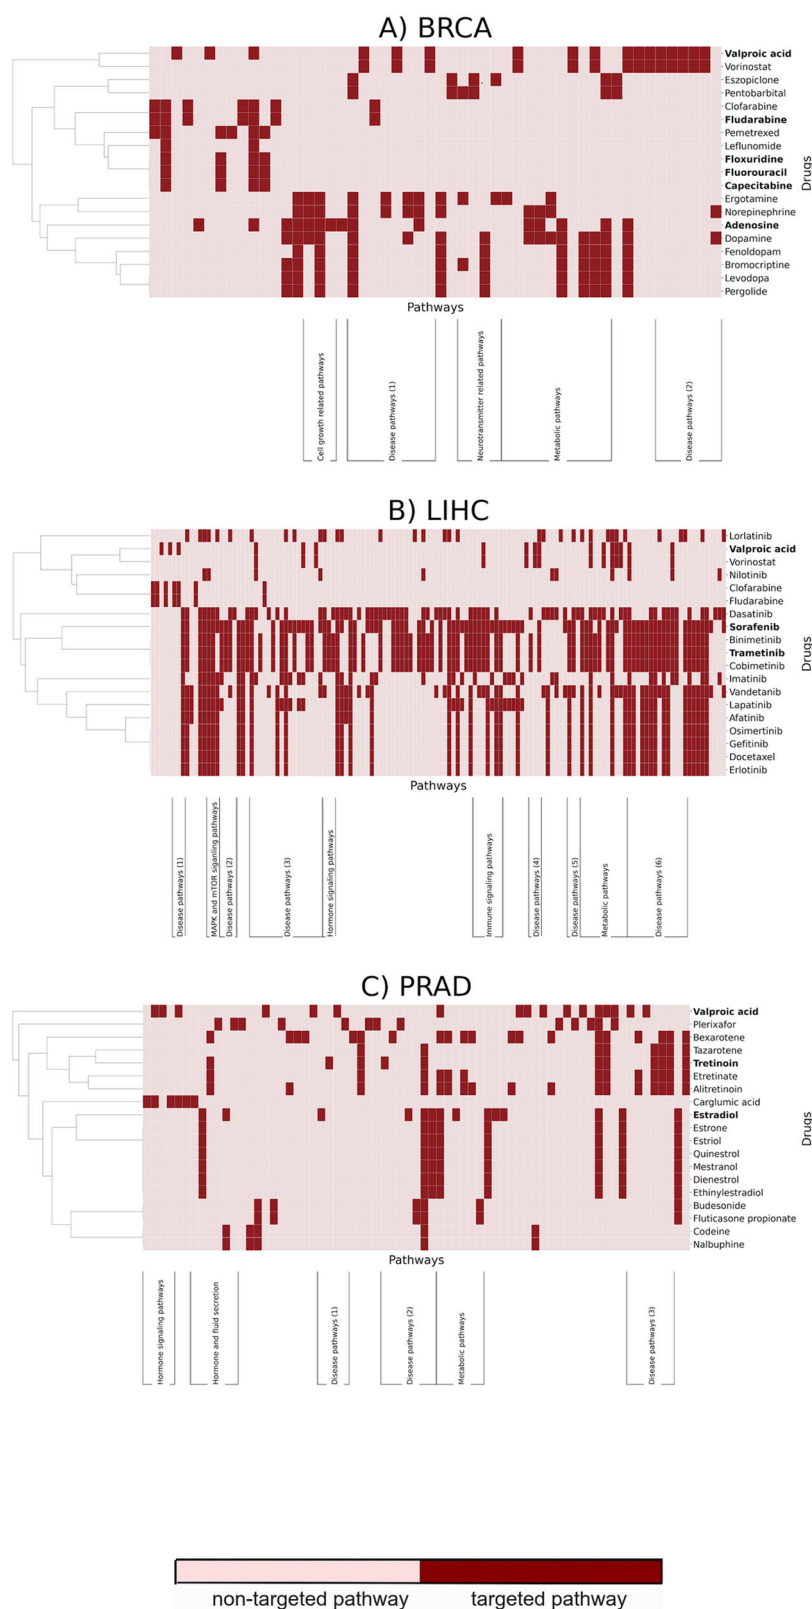 A) BRCA
Valproic acid
Vorinostat
Eszopiclone
Pentobarbital
Clofarabine
Fludarabine
Pemetrexed
Leflunomide
Floxuridine
Fluorouracil
Capecitabine
Ergotamine
Norepinephrine
Adenosine
Dopamine
Fenoldopam
Bromocriptine
Levodopa
Pergolide
Drugs
Pathways
Cell growth related pathways
Disease pathways (1)
Neurotransmitter related pathways
Metabolic pathways
Disease pathways (2)
B) LIHC
Lorlatinib
Valproic acid
Vorinostat
Nilotinib
Clofarabine
Fludarabine
Dasatinib
Sorafenib
Binimetinib
Trametinib
Cobimetinib
Imatinib
Vandetanib
Lapatinib
Afatinib
Osimertinib
Gefitinib
Docetaxel
Erlotinib
Drugs
Pathways
Disease pathways (1)
MAPK and mTOR siganling pathways
Disease pathways (2)
Disease pathways (3)
Hormone signaling pathways
Immune signaling pathways
Disease pathways (4)
Disease pathways (5)
Metabolic pathways
Disease pathways (6)
C) PRAD
Valproic acid
Plerixafor
Bexarotene
Tazarotene
Tretinoin
Etretinate
Alitretinoin
Carglumic acid
Estradiol
Estrone
Estriol
Quinestrol
Mestranol
Dienestrol
Ethinylestradiol
Budesonide
Fluticasone propionate
Codeine
Nalbuphine
Drugs
Pathways
Hormone signaling pathways
Hormone and fluid secretion
Disease pathways (1)
Disease pathways (2)
Metabolic pathways
Disease pathways (3)
non-targeted pathway
targeted pathway